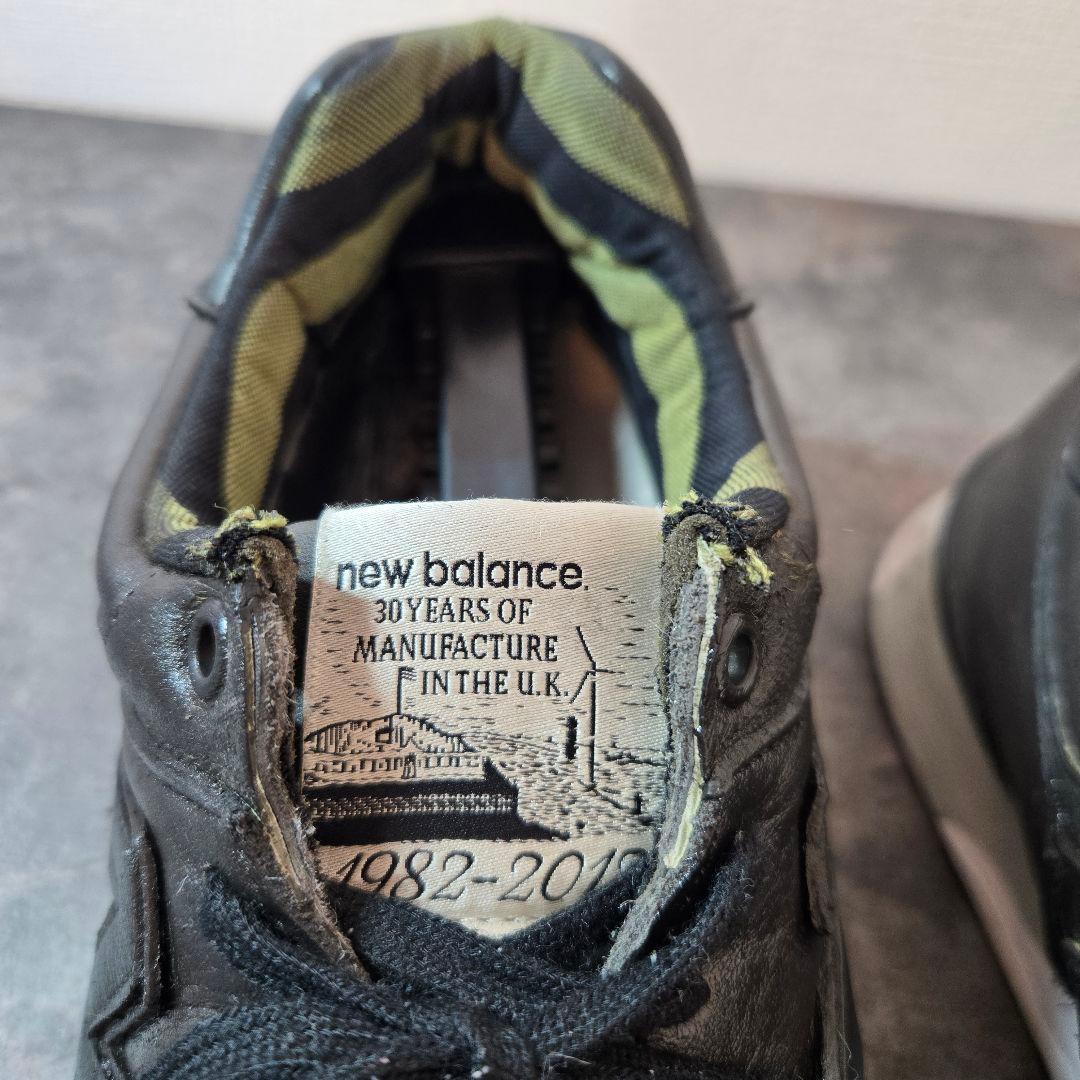 new balance.
30 YEARS OF
MANUFACTURE
IN THE U.K.
1982-2012